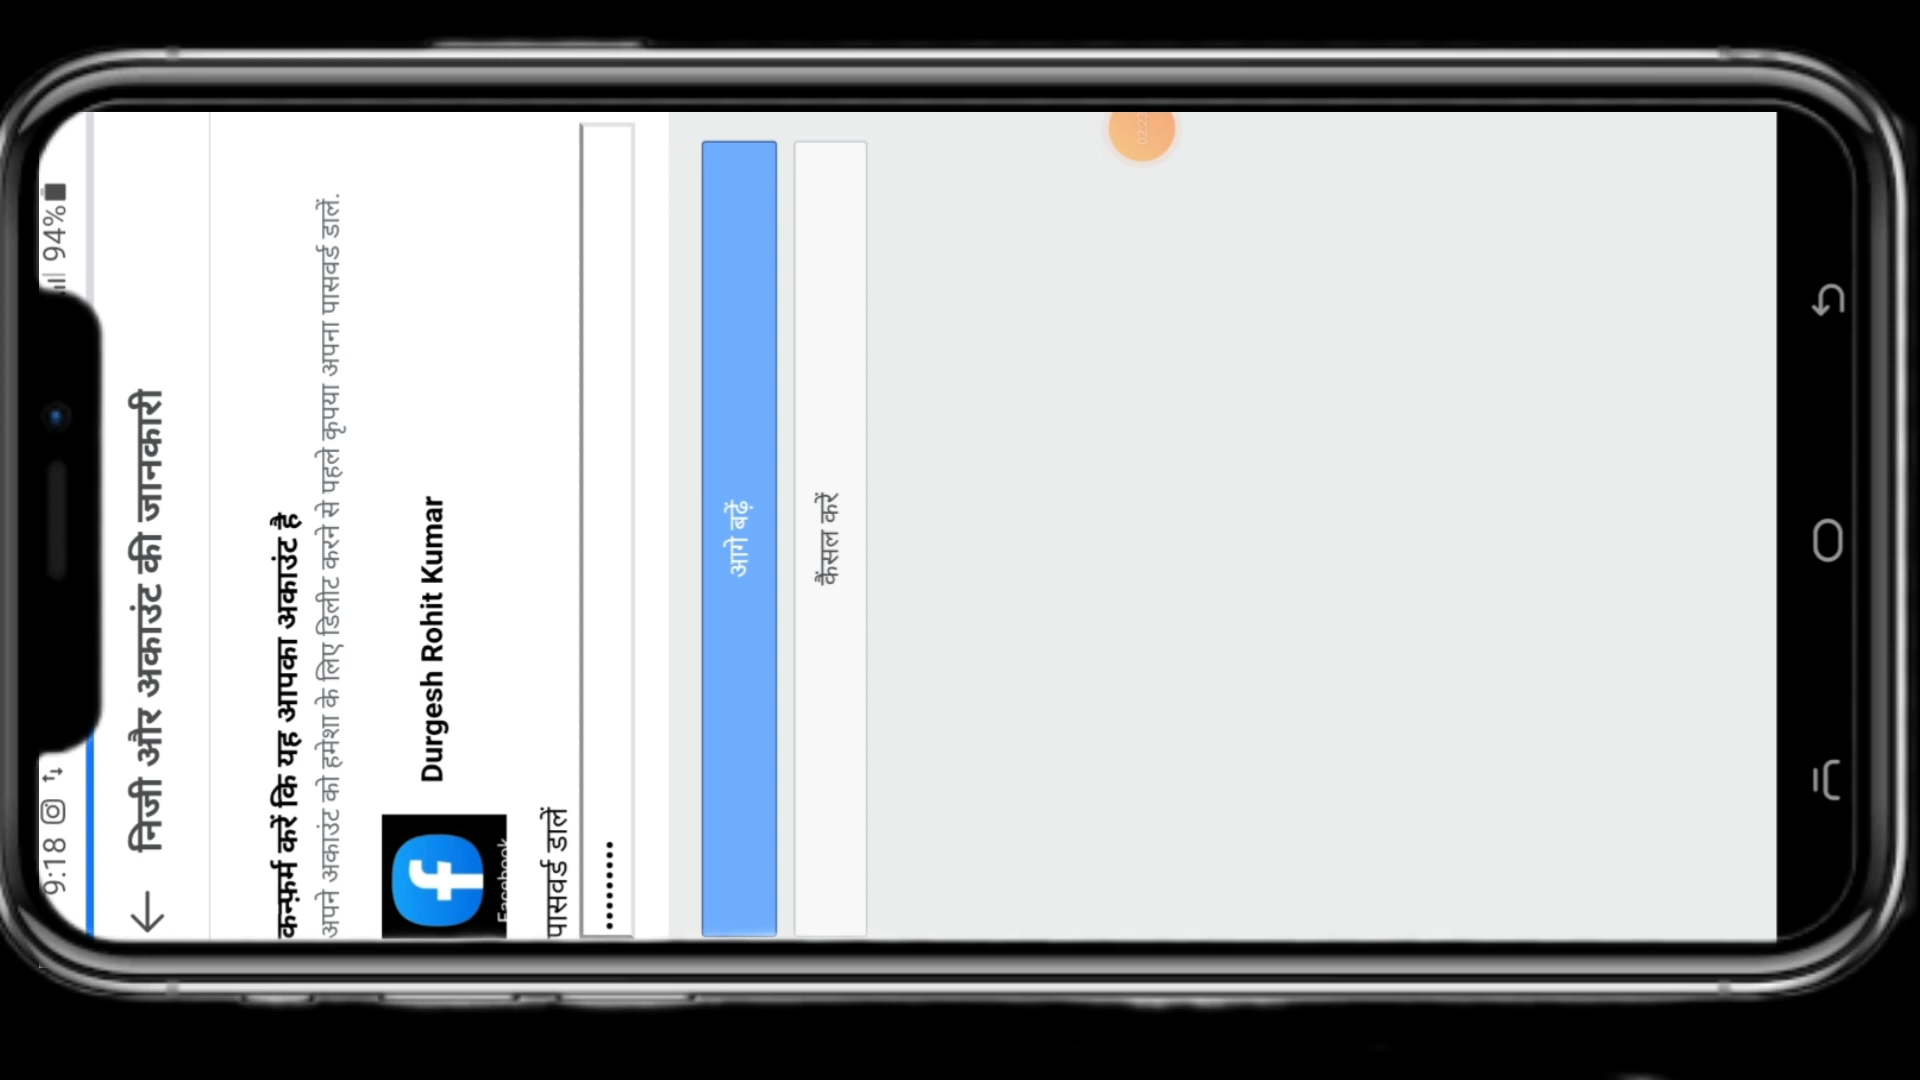 9:18
94%
निजी और अकाउंट की जानकारी
कन्फ़र्म करें कि यह आपका अकाउंट है
अपने अकाउंट को हमेशा के लिए डिलीट करने से पहले कृपया अपना पासवर्ड डालें.
Facebook
Durgesh Rohit Kumar
पासवर्ड डालें
•••••••••
आगे बढ़ें
कैंसल करें